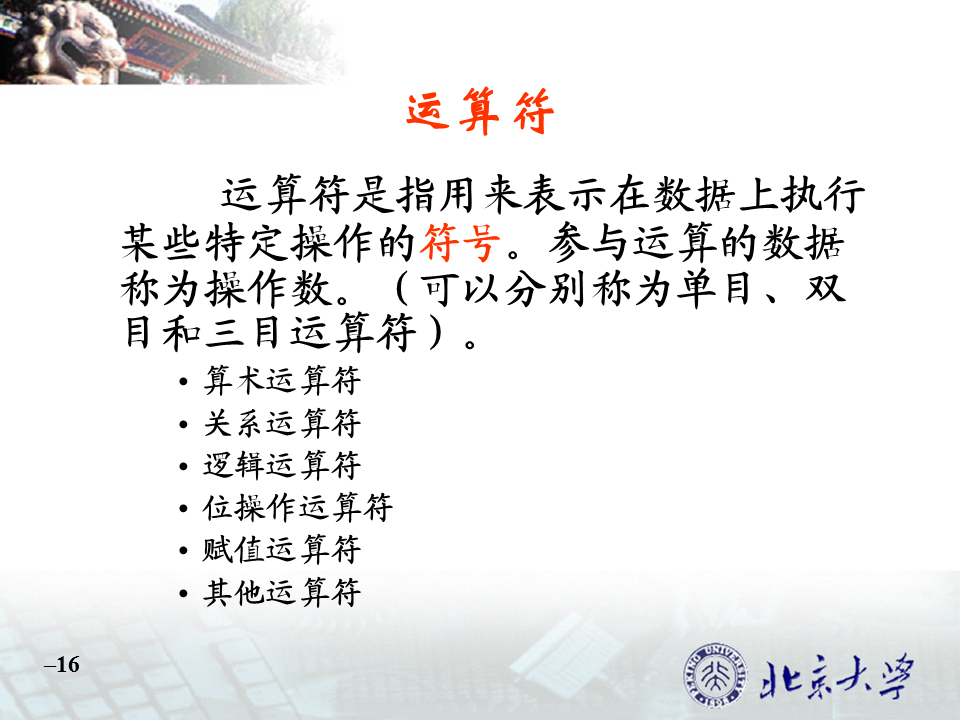 运算符
运算符是指用来表示在数据上执行
某些特定操作的符号。参与运算的数据
称为操作数。（可以分别称为单目、双
目和三目运算符）。
• 算术运算符
• 关系运算符
• 逻辑运算符
• 位操作运算符
• 赋值运算符
• 其他运算符
–16
PEKING UNIVERSITY
1898
北京大学